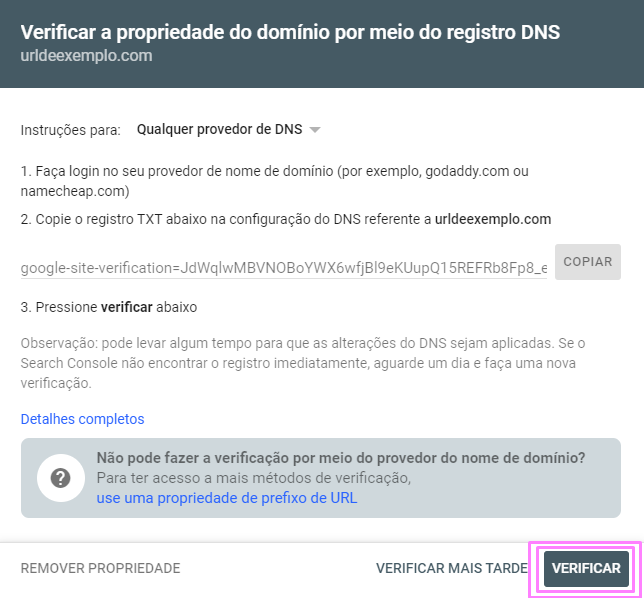 Verificar a propriedade do domínio por meio do registro DNS
urldeexemplo.com
Instruções para: Qualquer provedor de DNS
1. Faça login no seu provedor de nome de domínio (por exemplo, godaddy.com ou
namecheap.com)
2. Copie o registro TXT abaixo na configuração do DNS referente a urldeexemplo.com
google-site-verification=JdWqlwMBVNOBoYWX6wfjBl9eKUupQ15REFRb8Fp8_e
COPIAR
3. Pressione verificar abaixo
Observação: pode levar algum tempo para que as alterações do DNS sejam aplicadas. Se o
Search Console não encontrar o registro imediatamente, aguarde um dia e faça uma nova
verificação.
Detalhes completos
Não pode fazer a verificação por meio do provedor do nome de domínio?
Para ter acesso a mais métodos de verificação,
use uma propriedade de prefixo de URL
REMOVER PROPRIEDADE
VERIFICAR MAIS TARDE
VERIFICAR